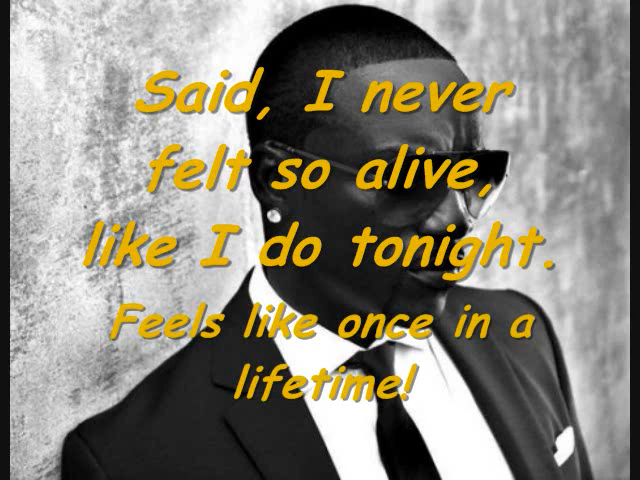 Said, I never
felt so alive,
like I do tonight.
Feels like once in a
lifetime!